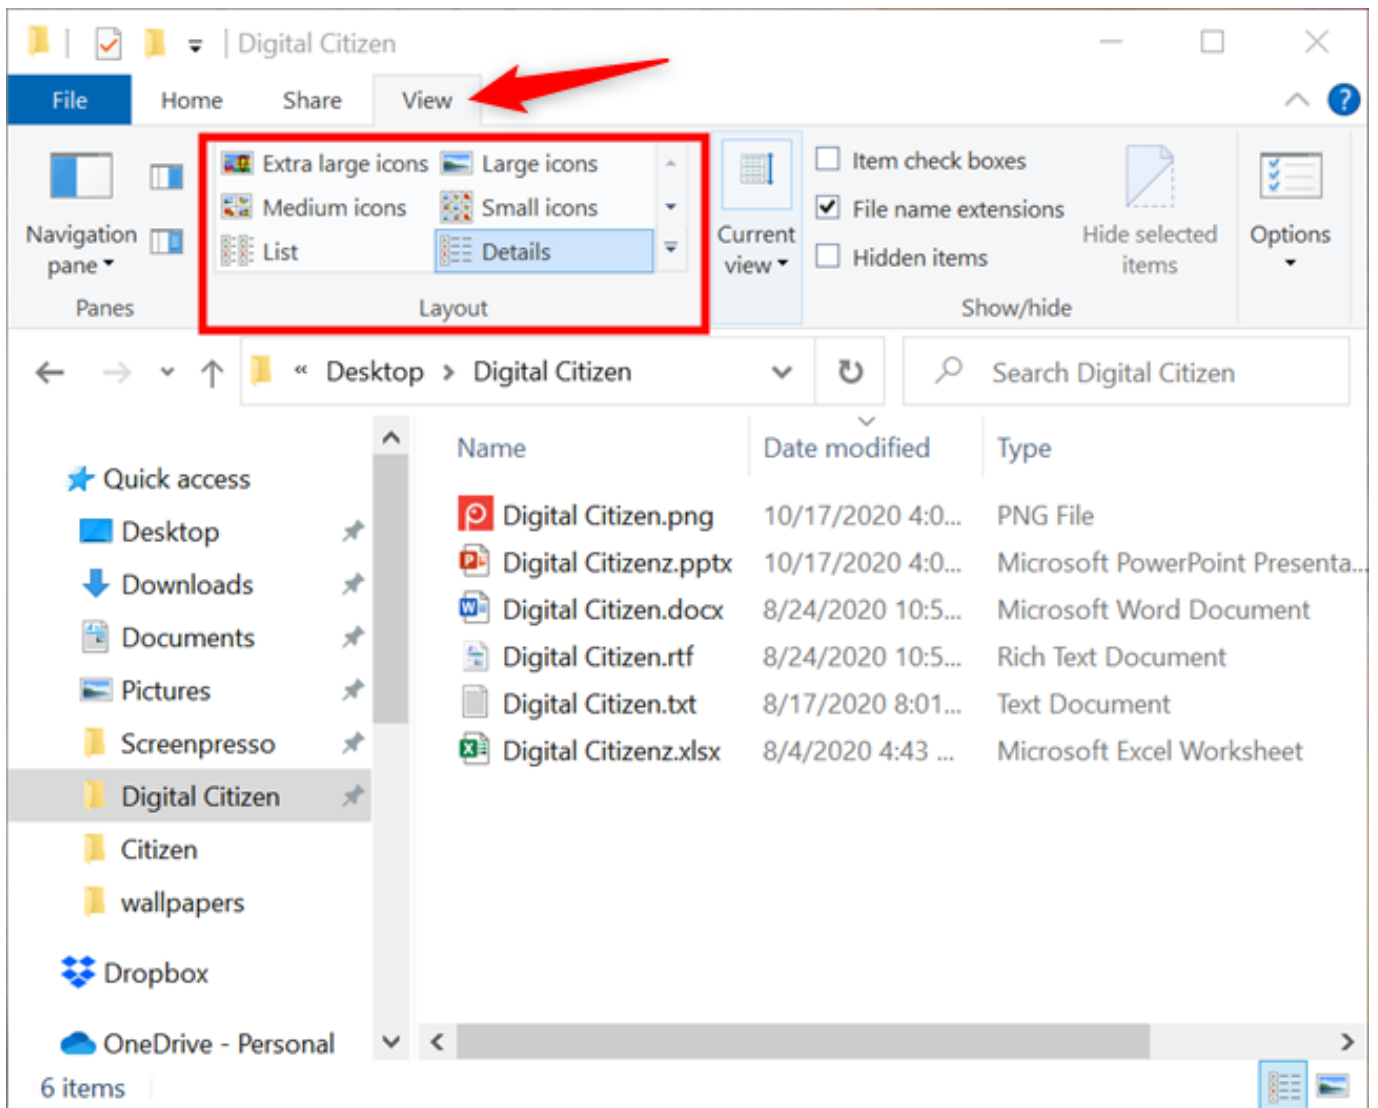 Digital Citizen
File Home Share View
Extra large icons Large icons
Medium icons Small icons
List Details
Navigation pane
Current view
Item check boxes
File name extensions
Hidden items
Hide selected items
Options
Panes Layout Show/hide
« Desktop > Digital Citizen
Search Digital Citizen
Quick access
Desktop
Downloads
Documents
Pictures
Screenpresso
Digital Citizen
Citizen
wallpapers
Dropbox
OneDrive - Personal
Name Date modified Type
Digital Citizen.png 10/17/2020 4:0... PNG File
Digital Citizenz.pptx 10/17/2020 4:0... Microsoft PowerPoint Presenta...
Digital Citizen.docx 8/24/2020 10:5... Microsoft Word Document
Digital Citizen.rtf 8/24/2020 10:5... Rich Text Document
Digital Citizen.txt 8/17/2020 8:01... Text Document
Digital Citizenz.xlsx 8/4/2020 4:43 ... Microsoft Excel Worksheet
6 items